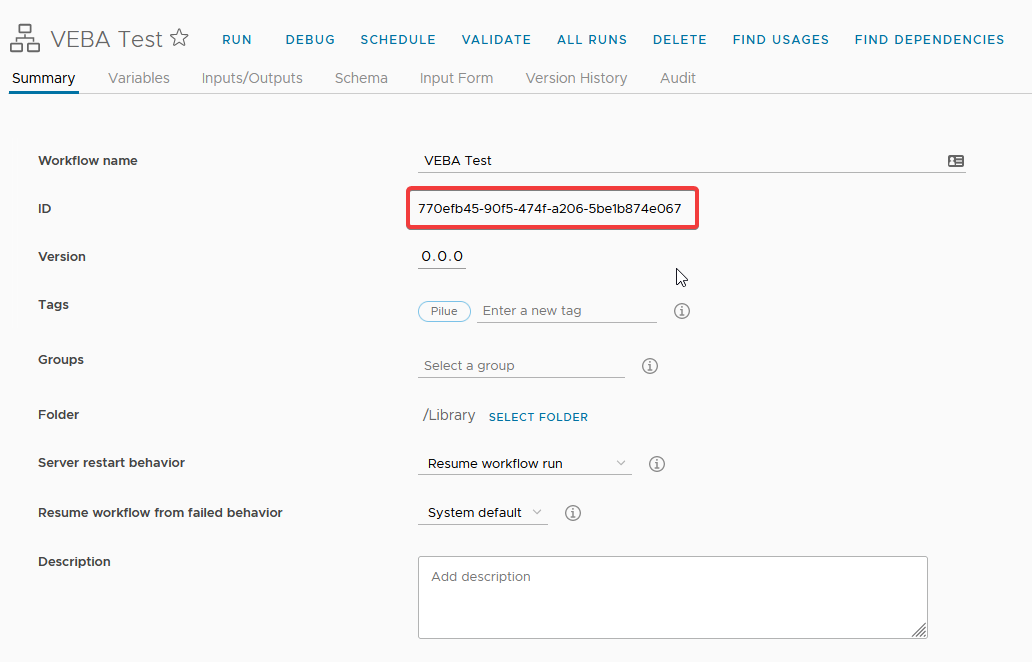 VEBA Test RUN DEBUG SCHEDULE VALIDATE ALL RUNS DELETE FIND USAGES FIND DEPENDENCIES
Summary Variables Inputs/Outputs Schema Input Form Version History Audit
Workflow name VEBA Test
ID 770efb45-90f5-474f-a206-5be1b874e067
Version 0.0.0
Tags Pilue Enter a new tag
Groups Select a group
Folder /Library SELECT FOLDER
Server restart behavior Resume workflow run
Resume workflow from failed behavior System default
Description Add description